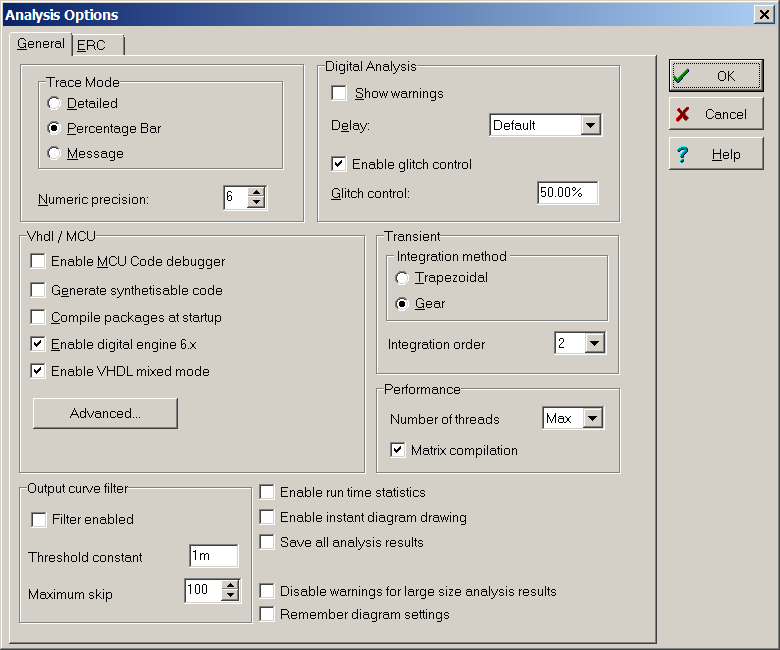 Analysis Options
General
ERC
Trace Mode
Detailed
Percentage Bar
Message
Numeric precision:
6
Digital Analysis
Show warnings
Delay:
Default
Enable glitch control
Glitch control:
50.00%
OK
Cancel
? Help
Vhdl / MCU
Enable MCU Code debugger
Generate synthetisable code
Compile packages at startup
Enable digital engine 6.x
Enable VHDL mixed mode
Advanced...
Transient
Integration method
Trapezoidal
Gear
Integration order
2
Performance
Number of threads
Max
Matrix compilation
Output curve filter
Filter enabled
Threshold constant
1m
Maximum skip
100
Enable run time statistics
Enable instant diagram drawing
Save all analysis results
Disable warnings for large size analysis results
Remember diagram settings